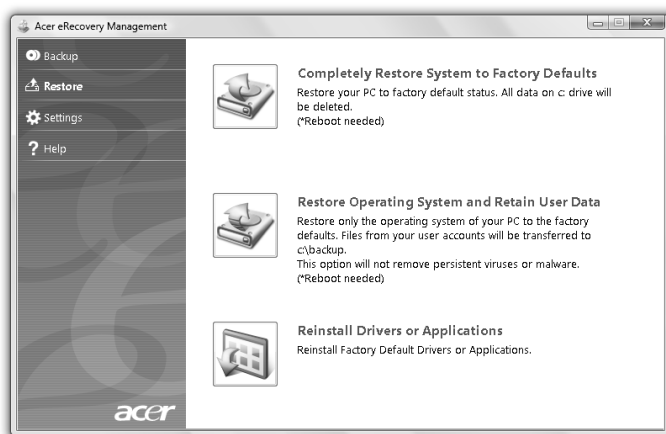 Acer eRecovery Management
Backup
Restore
Settings
Help
Completely Restore System to Factory Defaults
Restore your PC to factory default status. All data on c: drive will
be deleted.
(*Reboot needed)
Restore Operating System and Retain User Data
Restore only the operating system of your PC to the factory
defaults. Files from your user accounts will be transferred to
c:\backup.
This option will not remove persistent viruses or malware.
(*Reboot needed)
Reinstall Drivers or Applications
Reinstall Factory Default Drivers or Applications.
acer